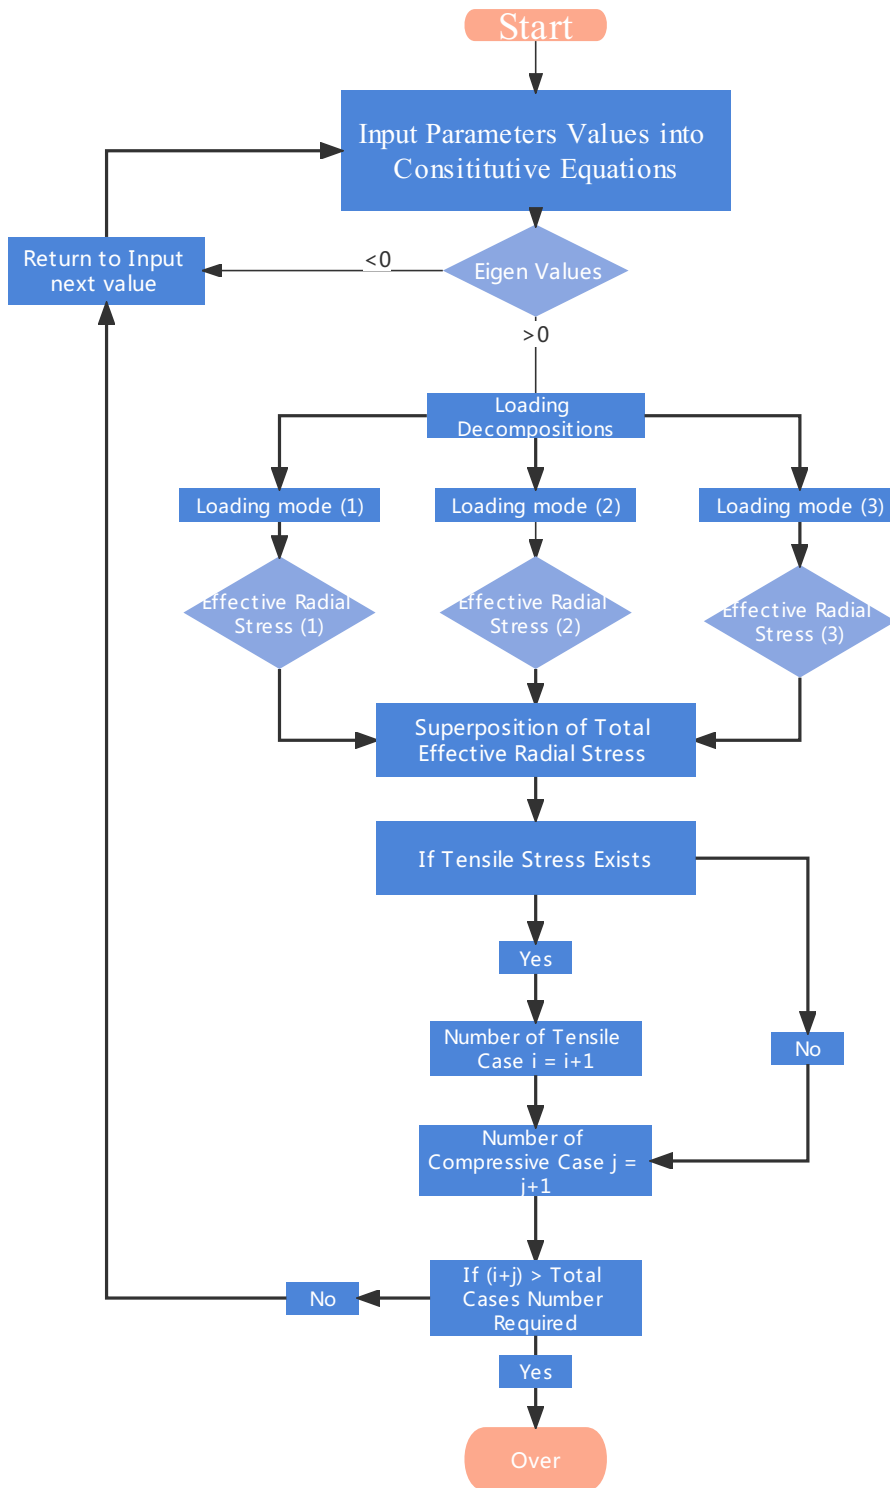 Start
Input Parameters Values into
Consititutive Equations
Return to Input
next value
<0
Eigen Values
>0
Loading
Decompositions
Loading mode (1)
Loading mode (2)
Loading mode (3)
Effective Radial
Stress (1)
Effective Radial
Stress (2)
Effective Radial
Stress (3)
Superposition of Total
Effective Radial Stress
If Tensile Stress Exists
Yes
Number of Tensile
Case i = i+1
No
Number of
Compressive Case j =
j+1
If (i+j) > Total
Cases Number
Required
No
Yes
Over